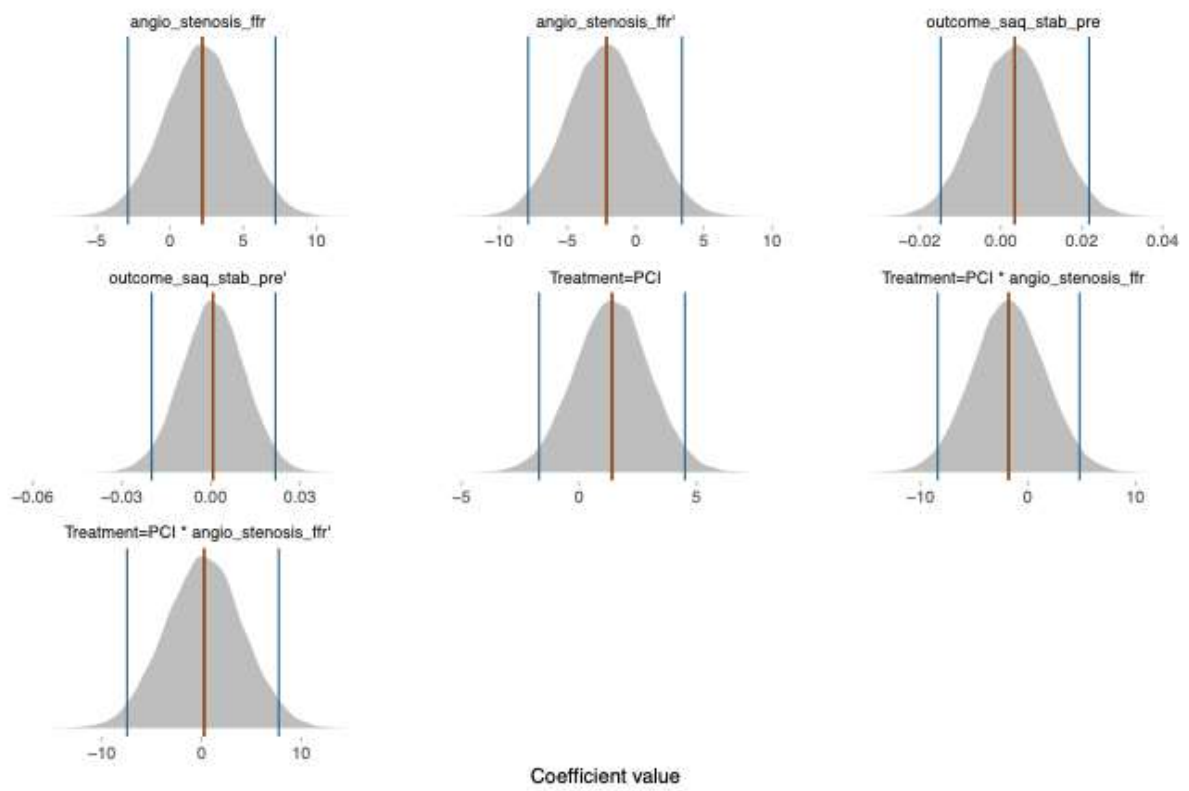 angio_stenosis_ffr
angio_stenosis_ffr'
outcome_saq_stab_pre
−5 0 5 10
−10 −5 0 5 10
−0.02 0.00 0.02 0.04
outcome_saq_stab_pre'
Treatment=PCI
Treatment=PCI * angio_stenosis_ffr
−0.06 −0.03 0.00 0.03
−5 0 5
−10 0 10
Treatment=PCI * angio_stenosis_ffr'
−10 0 10
Coefficient value